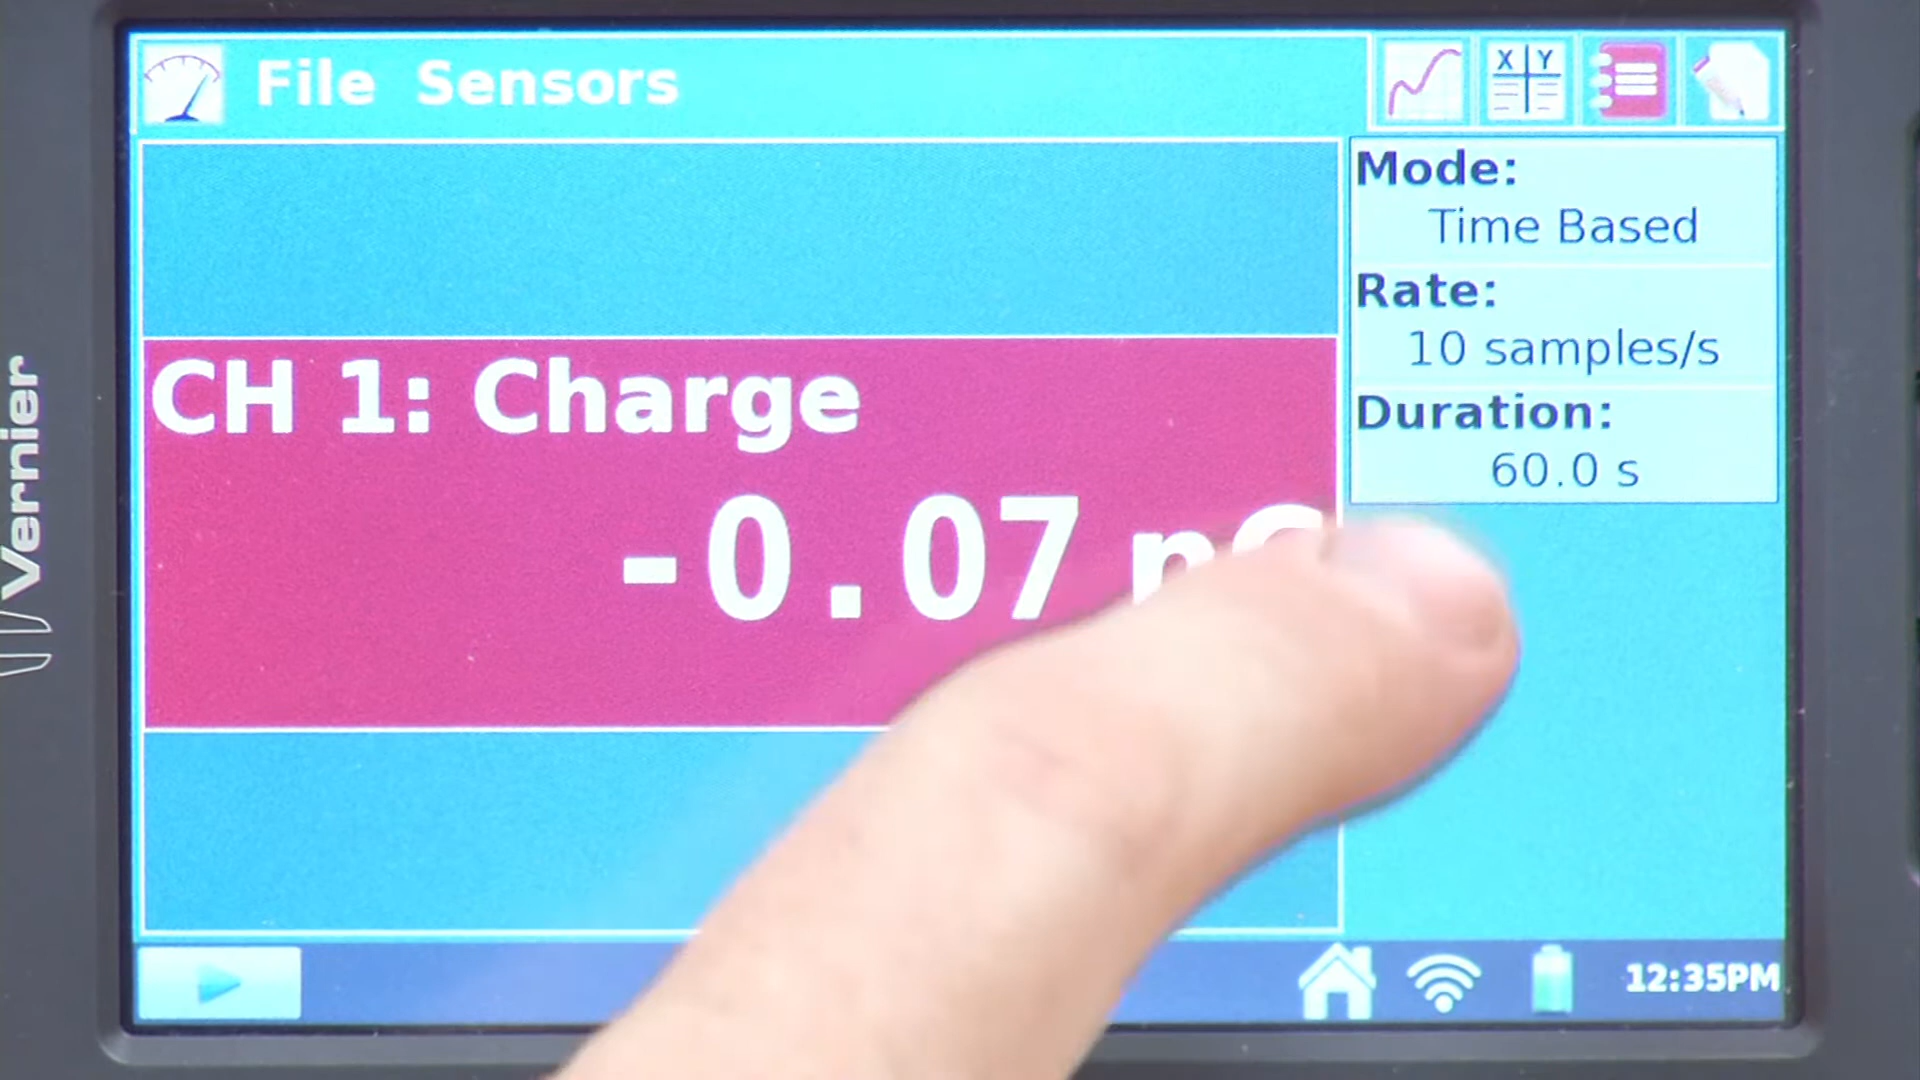 File Sensors
X Y
Mode:
Time Based
Rate:
10 samples/s
Duration:
60.0 s
CH 1: Charge
-0.07 nC
12:35PM
Vernier